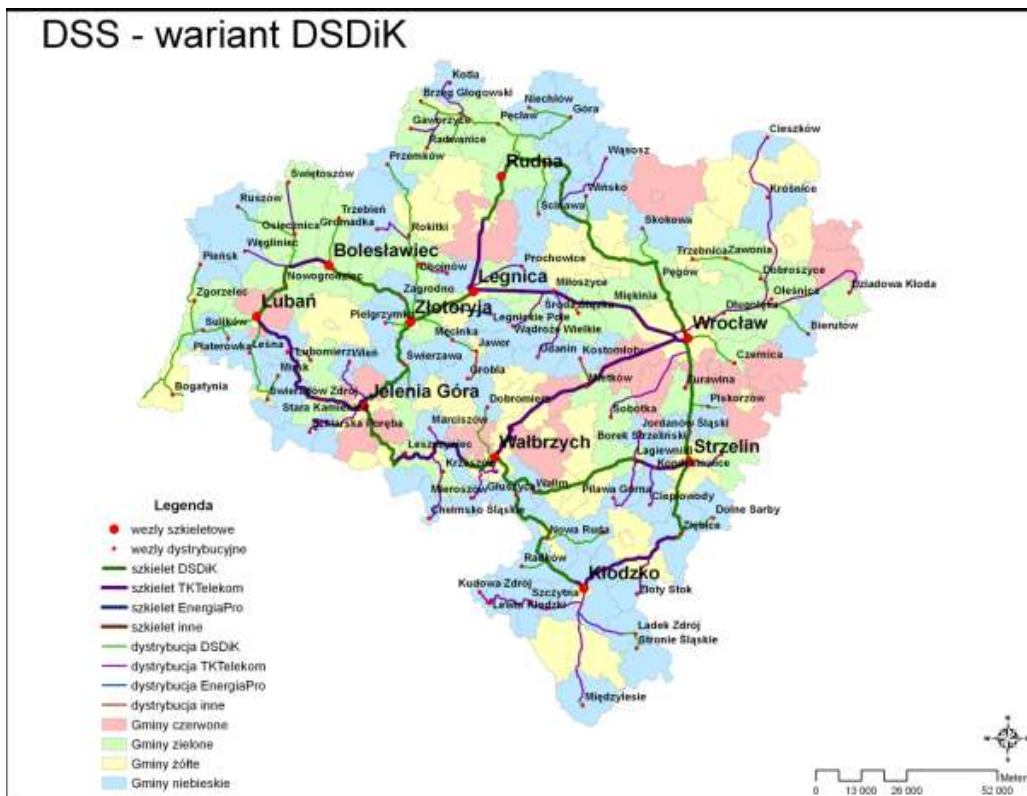 DSS - wariant DSDiK
Kotla
Brzeg Głogowski
Niechlów
Pęcław
Góra
Gaworzyce
Radwanice
Cieszków
Przemków
Rudna
Wąsosz
Świętoszów
Wińsko
Krośnice
Ruszów
Trzebień
Ścinawa
Gromadka
Osiecznica
Rokitki
Skokowa
Węgliniec
Bolesławiec
Trzebnica
Zawonia
Pieńsk
Chojnów
Prochowice
Pęgów
Dobroszyce
Nowogrodziec
Legnica
Miłoszyce
Oleśnica
Dziadowa Kłoda
Zagrodno
Miękinia
Zgorzelec
Lubań
Złotoryja
Środa Śląska
Długołęka
Pielgrzymka
Legnickie Pole
Wrocław
Sulików
Męcinka
Wądroże Wielkie
Bierutów
Platerówka
Leśna
Jawor
Lubomierz
Wleń
Świerzawa
Udanin
Kostomłoty
Czernica
Mirsk
Grobla
Mietków
Żurawina
Bogatynia
Świeradów Zdrój
Jelenia Góra
Dobromierz
Piskorzów
Stara Kamienica
Sobótka
Szklarska Poręba
Marciszów
Jordanów Śląski
Borek Strzeliński
Wałbrzych
Strzelin
Leszczyniec
Łagiewniki
Krzeszów
Kondratowice
Mieroszów
Głuszyca
Walim
Piława Górna
Ciepłowody
Chełmsko Śląskie
Dolne Sarby
Nowa Ruda
Ziębice
Radków
Kłodzko
Kudowa Zdrój
Szczytna
Złoty Stok
Lewin Kłodzki
Lądek Zdrój
Stronie Śląskie
Międzylesie
Legenda
wezly szkieletowe
wezly dystrybucyjne
szkielet DSDiK
szkielet TKTelekom
szkielet EnergiaPro
szkielet inne
dystrybucja DSDiK
dystrybucja TKTelekom
dystrybucja EnergiaPro
dystrybucja inne
Gminy czerwone
Gminy zielone
Gminy żółte
Gminy niebieskie
Meters
0 13 000 26 000 52 000